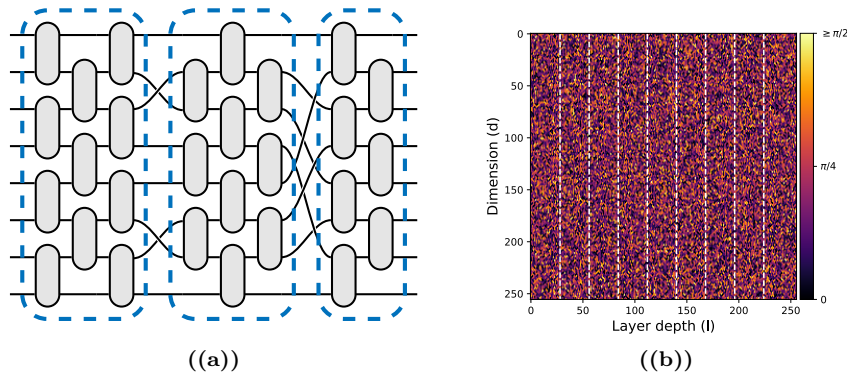 0
50
100
150
200
250
Dimension (d)
0 50 100 150 200 250
Layer depth (l)
≥ π/2
π/4
0
((a)) ((b))